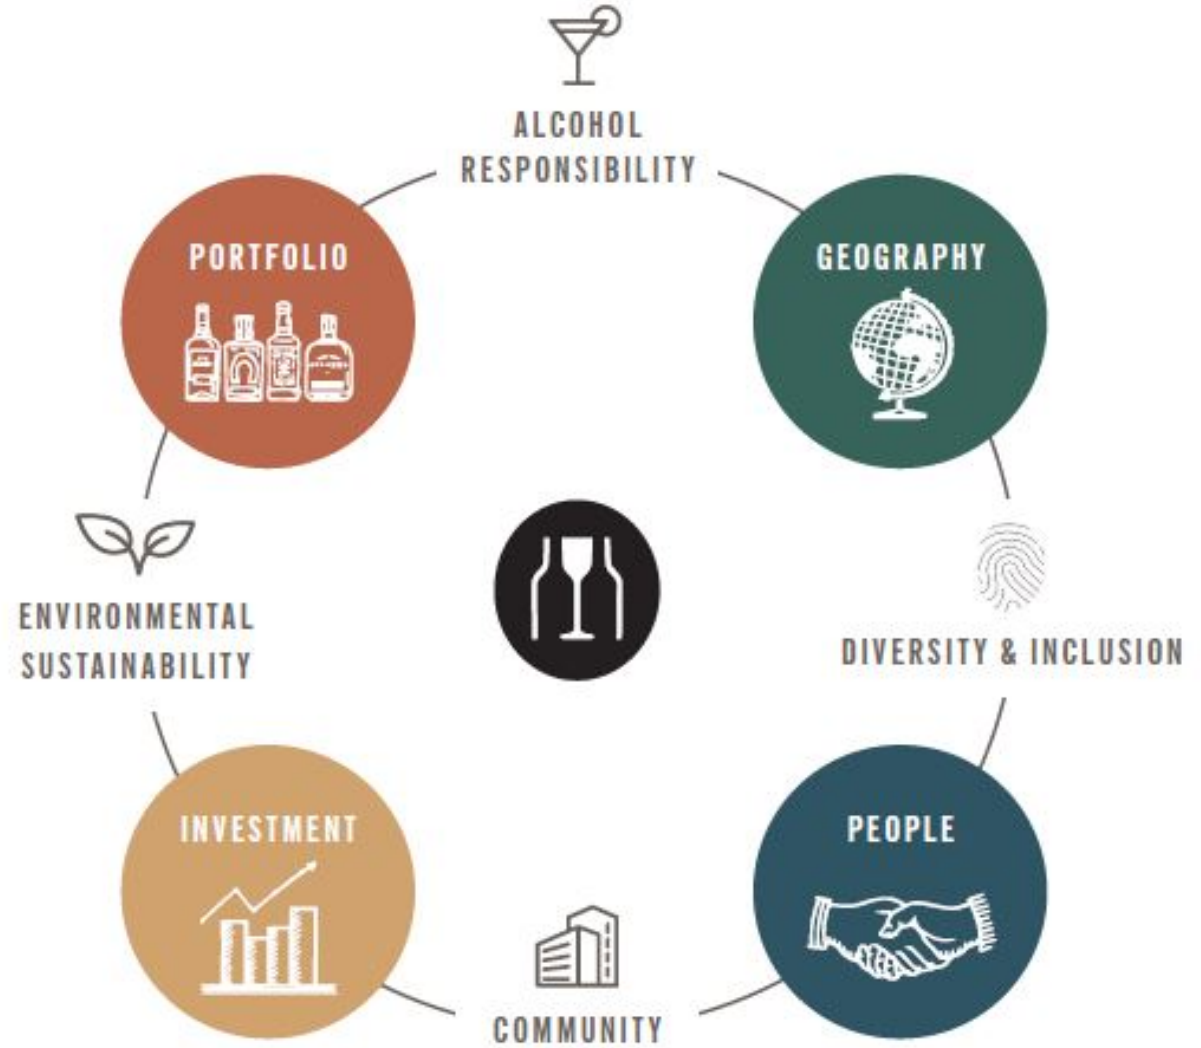 ALCOHOL
RESPONSIBILITY
PORTFOLIO
GEOGRAPHY
ENVIRONMENTAL
SUSTAINABILITY
DIVERSITY & INCLUSION
INVESTMENT
PEOPLE
COMMUNITY